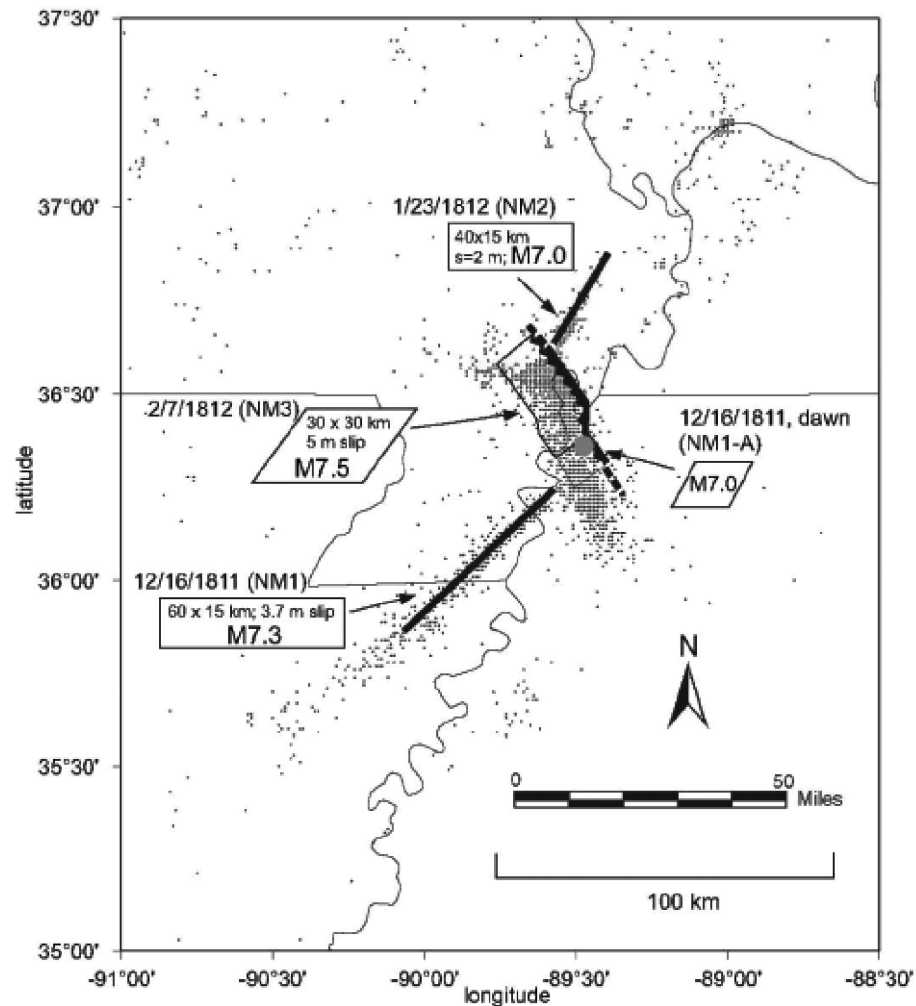 37°30'
1/23/1812 (NM2)
40x15 km
s=2 m; M7.0
37°00'
36°30'
.2/7/1812 (NM3)
30 x 30 km
5 m slip
M7.5
12/16/1811, dawn
(NM1-A)
M7.0
latitude
36°00'
12/16/1811 (NM1)
60 x 15 km; 3.7 m slip
M7.3
N
35°30'
0 50
Miles
100 km
35°00'
-91°00' -90°30' -90°00' -89°30' -89°00' -88°30'
longitude